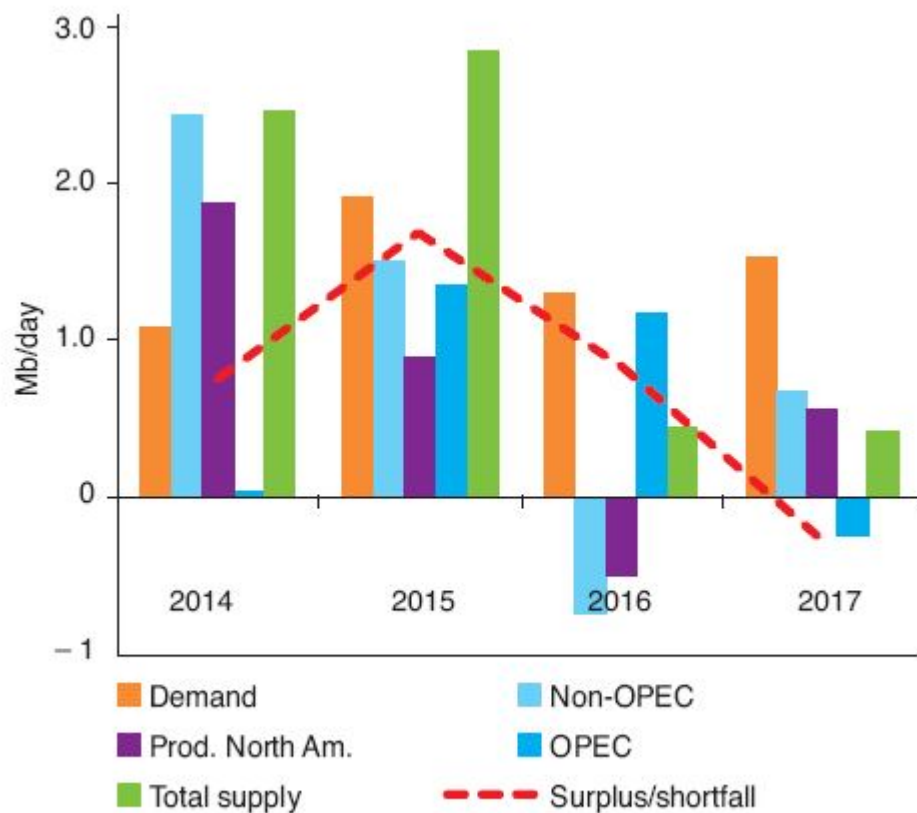 3.0
2.0
Mb/day
1.0
0
– 1
2014 2015 2016 2017
Demand Non-OPEC
Prod. North Am. OPEC
Total supply Surplus/shortfall